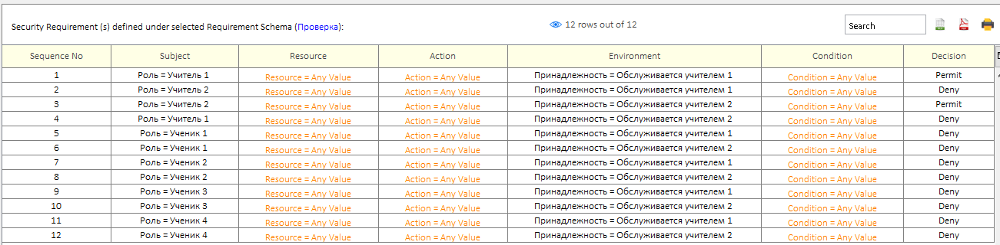 Security Requirement (s) defined under selected Requirement Schema (Проверка):
12 rows out of 12
Search
Sequence No Subject Resource Action Environment Condition Decision
1 Роль = Учитель 1 Resource = Any Value Action = Any Value Принадлежность = Обслуживается учителем 1 Condition = Any Value Permit
2 Роль = Учитель 2 Resource = Any Value Action = Any Value Принадлежность = Обслуживается учителем 1 Condition = Any Value Deny
3 Роль = Учитель 2 Resource = Any Value Action = Any Value Принадлежность = Обслуживается учителем 2 Condition = Any Value Permit
4 Роль = Учитель 1 Resource = Any Value Action = Any Value Принадлежность = Обслуживается учителем 2 Condition = Any Value Deny
5 Роль = Ученик 1 Resource = Any Value Action = Any Value Принадлежность = Обслуживается учителем 1 Condition = Any Value Deny
6 Роль = Ученик 1 Resource = Any Value Action = Any Value Принадлежность = Обслуживается учителем 2 Condition = Any Value Deny
7 Роль = Ученик 2 Resource = Any Value Action = Any Value Принадлежность = Обслуживается учителем 1 Condition = Any Value Deny
8 Роль = Ученик 2 Resource = Any Value Action = Any Value Принадлежность = Обслуживается учителем 2 Condition = Any Value Deny
9 Роль = Ученик 3 Resource = Any Value Action = Any Value Принадлежность = Обслуживается учителем 1 Condition = Any Value Deny
10 Роль = Ученик 3 Resource = Any Value Action = Any Value Принадлежность = Обслуживается учителем 2 Condition = Any Value Deny
11 Роль = Ученик 4 Resource = Any Value Action = Any Value Принадлежность = Обслуживается учителем 1 Condition = Any Value Deny
12 Роль = Ученик 4 Resource = Any Value Action = Any Value Принадлежность = Обслуживается учителем 2 Condition = Any Value Deny